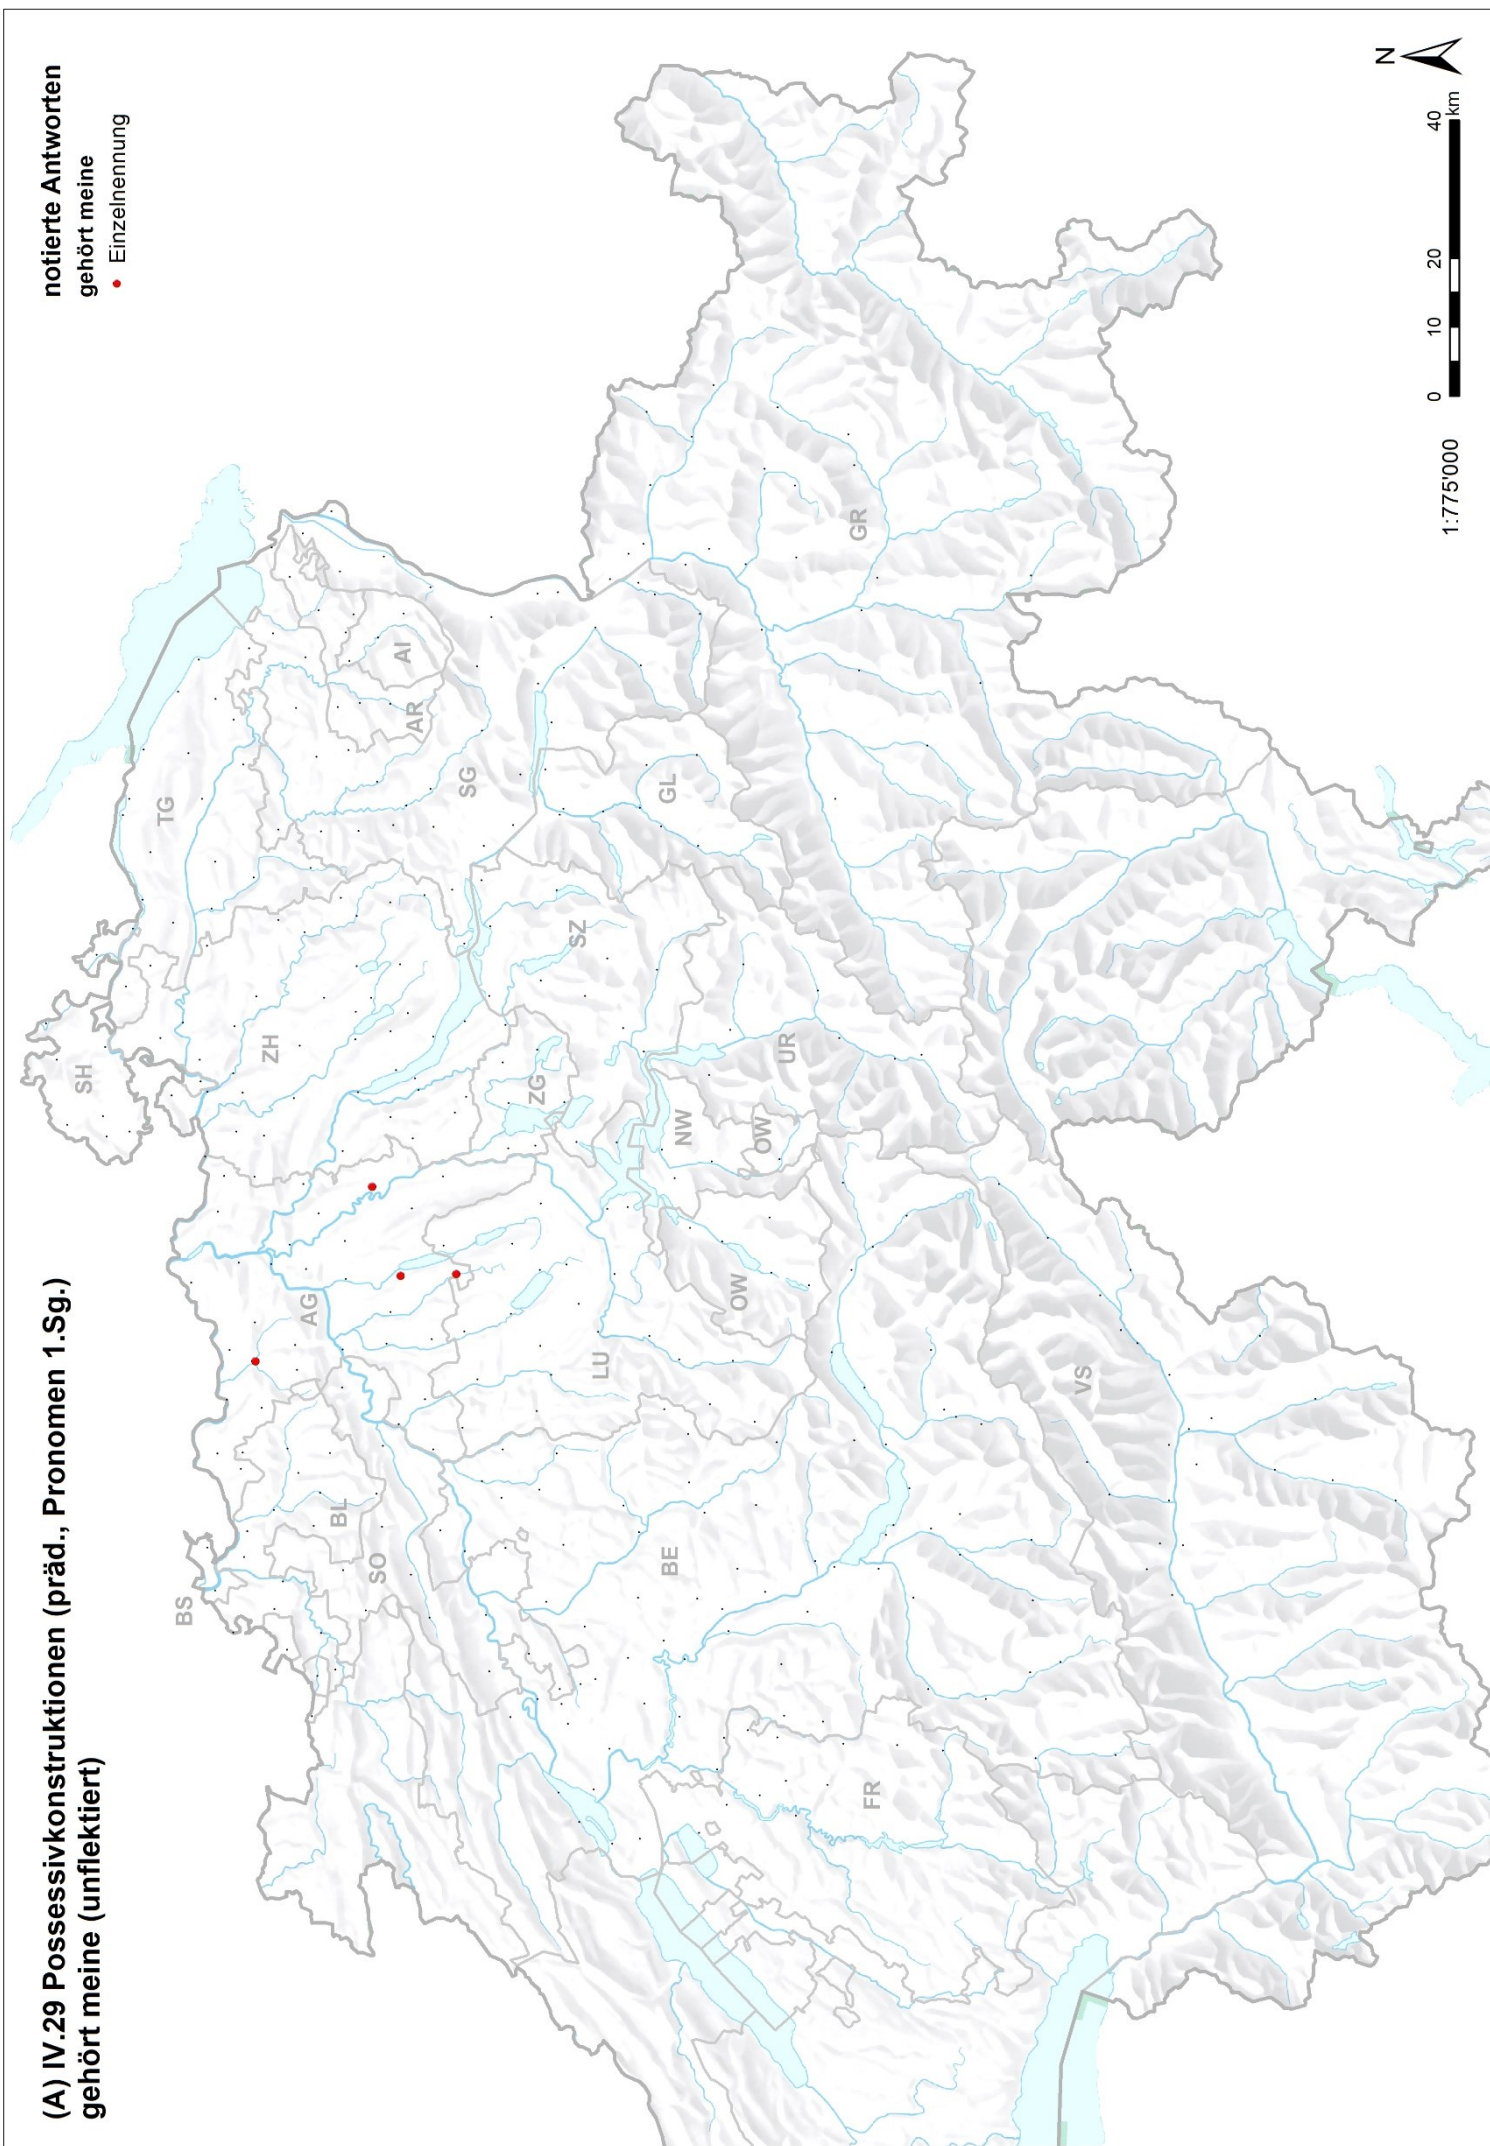 (A) IV.29 Possessivkonstruktionen (präd., Pronomen 1.Sg.)
gehört meine (unflektiert)
notierte Antworten
gehört meine
Einzelnennung
SH
BS
TG
ZH
AG
BL
SO
AR
AI
SG
ZG
SZ
LU
GL
NW
OW
UR
OW
BE
GR
FR
VS
N
1:775'000
0 10 20 40
km